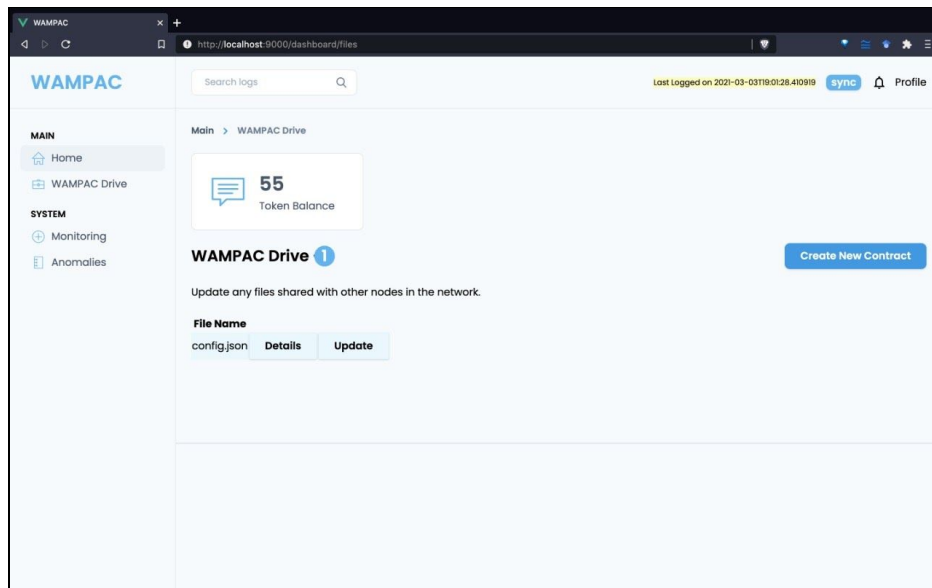 WAMPAC
http://localhost:9000/dashboard/files
WAMPAC
Search logs
Last Logged on 2021-03-03T19:01:28.410919 sync Profile
MAIN
Home
WAMPAC Drive
SYSTEM
Monitoring
Anomalies
Main > WAMPAC Drive
55
Token Balance
WAMPAC Drive 1
Create New Contract
Update any files shared with other nodes in the network.
File Name
config.json Details Update